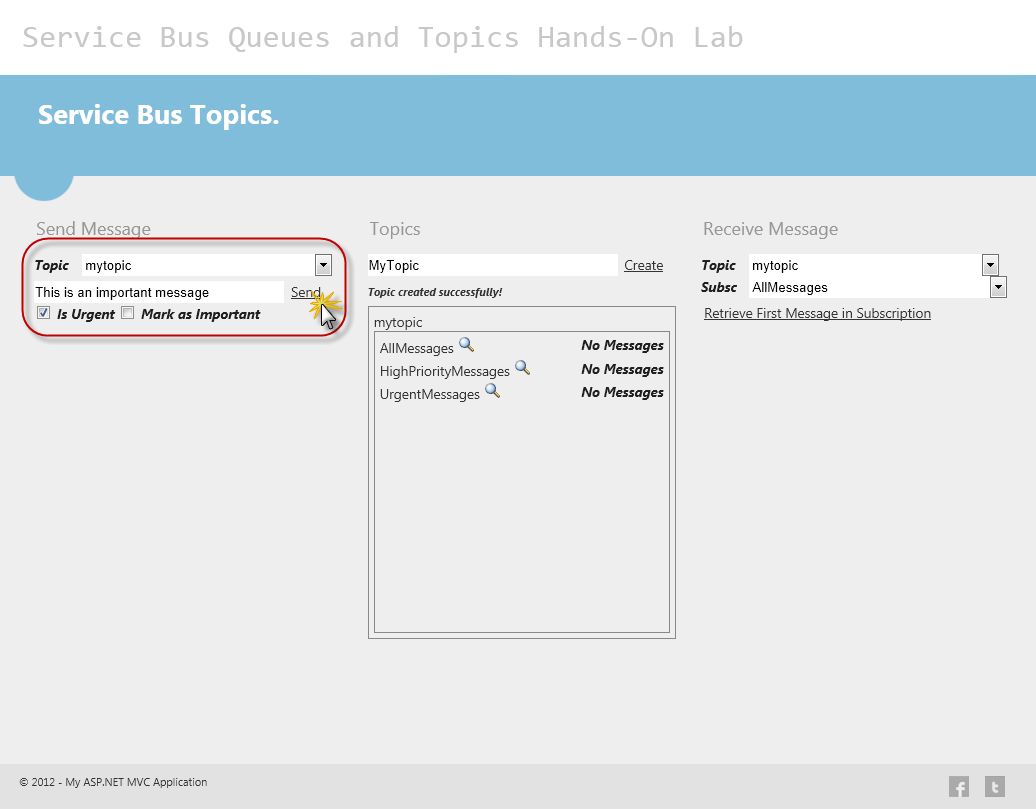 Service Bus Queues and Topics Hands-On Lab
Service Bus Topics.
Send Message
Topic mytopic
This is an important message Send
Is Urgent Mark as Important
Topics
MyTopic Create
Topic created successfully!
mytopic
AllMessages No Messages
HighPriorityMessages No Messages
UrgentMessages No Messages
Receive Message
Topic mytopic
Subsc AllMessages
Retrieve First Message in Subscription
© 2012 - My ASP.NET MVC Application
f t